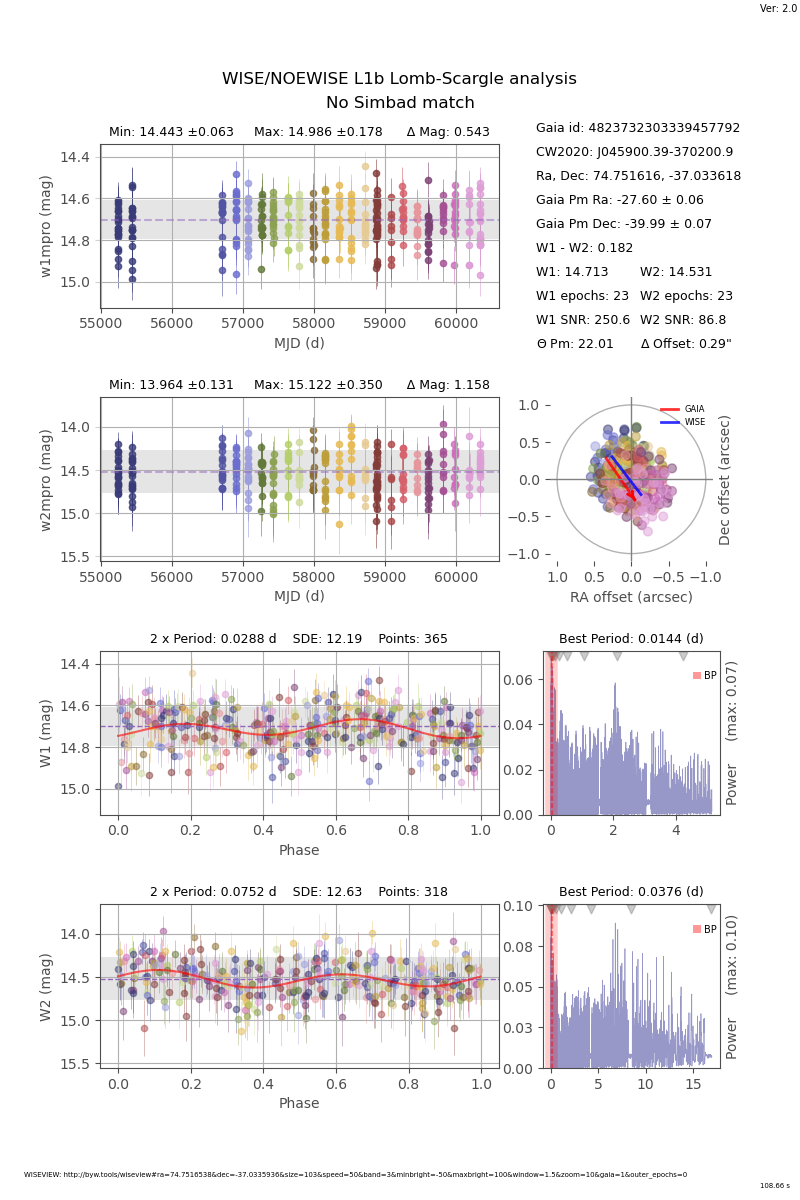 Ver: 2.0
WISE/NOEWISE L1b Lomb-Scargle analysis
No Simbad match
Min: 14.443 ±0.063 Max: 14.986 ±0.178 Δ Mag: 0.543
14.4
14.6
14.8
15.0
w1mpro (mag)
55000 56000 57000 58000 59000 60000
MJD (d)
Gaia id: 4823732303339457792
CW2020: J045900.39-370200.9
Ra, Dec: 74.751616, -37.033618
Gaia Pm Ra: -27.60 ± 0.06
Gaia Pm Dec: -39.99 ± 0.07
W1 - W2: 0.182
W1: 14.713 W2: 14.531
W1 epochs: 23 W2 epochs: 23
W1 SNR: 250.6 W2 SNR: 86.8
Θ Pm: 22.01 Δ Offset: 0.29"
Min: 13.964 ±0.131 Max: 15.122 ±0.350 Δ Mag: 1.158
14.0
14.5
15.0
15.5
w2mpro (mag)
55000 56000 57000 58000 59000 60000
MJD (d)
1.0
0.5
0.0
−0.5
−1.0
GAIA
WISE
Dec offset (arcsec)
1.0 0.5 0.0 −0.5 −1.0
RA offset (arcsec)
2 x Period: 0.0288 d SDE: 12.19 Points: 365
14.4
14.6
14.8
15.0
W1 (mag)
0.0 0.2 0.4 0.6 0.8 1.0
Phase
Best Period: 0.0144 (d)
0.06
0.04
0.02
0.00
BP
Power (max: 0.07)
0 2 4
2 x Period: 0.0752 d SDE: 12.63 Points: 318
14.0
14.5
15.0
15.5
W2 (mag)
0.0 0.2 0.4 0.6 0.8 1.0
Phase
Best Period: 0.0376 (d)
0.10
0.08
0.05
0.03
0.00
BP
Power (max: 0.10)
0 5 10 15
WISEVIEW: http://byw.tools/wiseview#ra=74.7516538&dec=-37.0335936&size=103&speed=50&band=3&minbright=-50&maxbright=100&window=1.5&zoom=10&gaia=1&outer_epochs=0
108.66 s